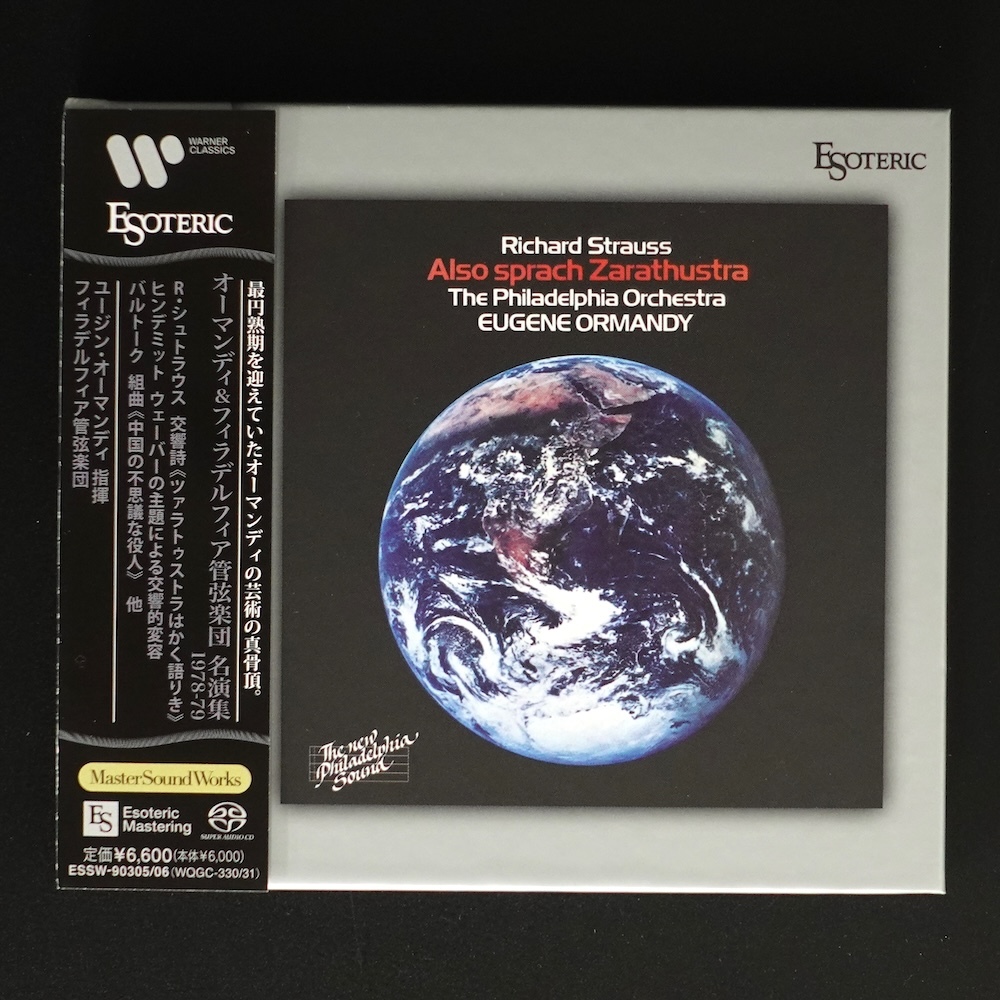 WARNER
CLASSICS
ESOTERIC
最円熟期を迎えていたオーマンディの芸術の真骨頂。
オーマンディ&フィラデルフィア管弦楽団 名演集
1978-79
R・シュトラウス 交響詩《ツァラトゥストラはかく語りき》
ヒンデミット ウェーバーの主題による交響的変容
バルトーク 組曲《中国の不思議な役人》 他
ユージン・オーマンディ 指揮
フィラデルフィア管弦楽団
MasterSoundWorks
ES
Esoteric
Mastering
SUPER AUDIO CD
定価¥6,600(本体¥6,000)
ESSW-90305/06(WQGC-330/31)
ESOTERIC
Richard Strauss
Also sprach Zarathustra
The Philadelphia Orchestra
EUGENE ORMANDY
The new
Philadelphia
Sound